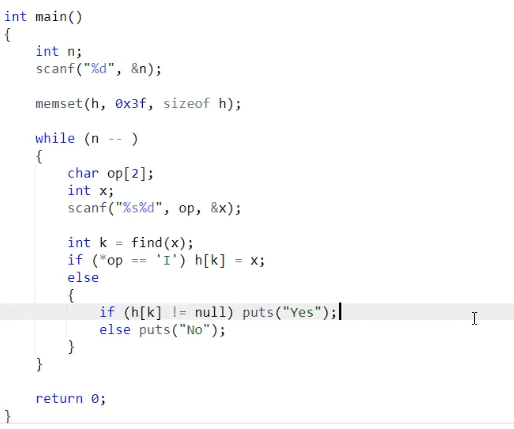 int main()
{
    int n;
    scanf("%d", &n);

    memset(h, 0x3f, sizeof h);

    while (n -- )
    {
        char op[2];
        int x;
        scanf("%s%d", op, &x);

        int k = find(x);
        if (*op == 'I') h[k] = x;
        else
        {
            if (h[k] != null) puts("Yes");
            else puts("No");
        }
    }

    return 0;
}